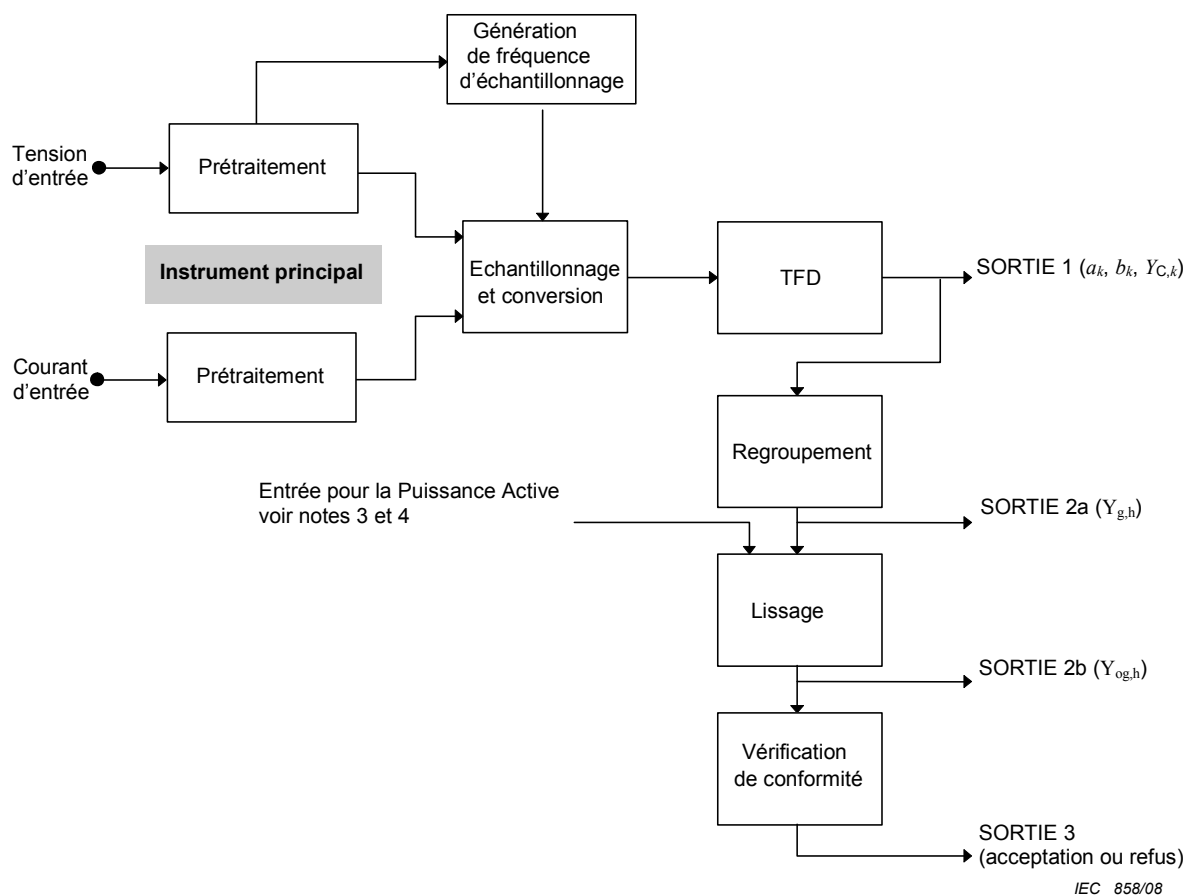 Génération
de fréquence
d'échantillonnage
Tension
d'entrée
Prétraitement
Instrument principal
Echantillonnage
et conversion
TFD
SORTIE 1 (ak, bk, YC,k)
Courant
d'entrée
Prétraitement
Regroupement
Entrée pour la Puissance Active
voir notes 3 et 4
SORTIE 2a (Yg,h)
Lissage
SORTIE 2b (Yog,h)
Vérification
de conformité
SORTIE 3
(acceptation ou refus)
IEC 858/08